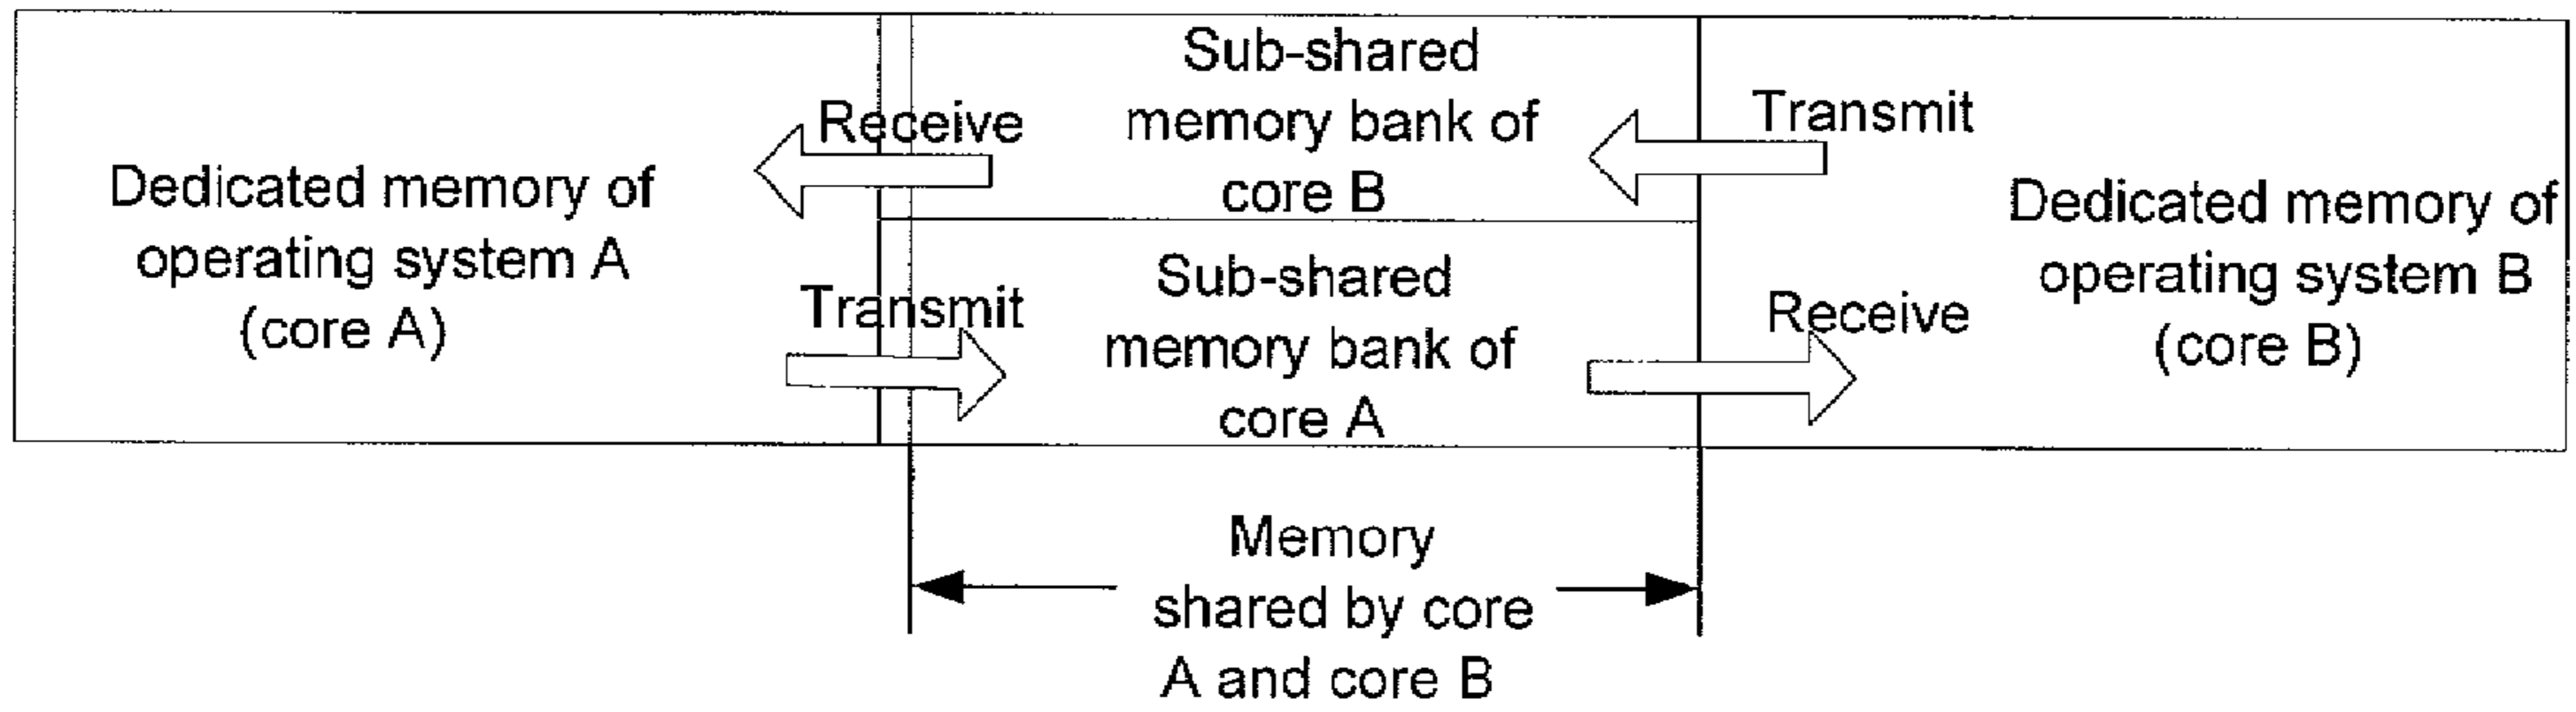 Dedicated memory of
operating system A
(core A)
Receive
Transmit
Sub-shared
memory bank of
core B
Sub-shared
memory bank of
core A
Transmit
Receive
Dedicated memory of
operating system B
(core B)
Memory
shared by core
A and core B